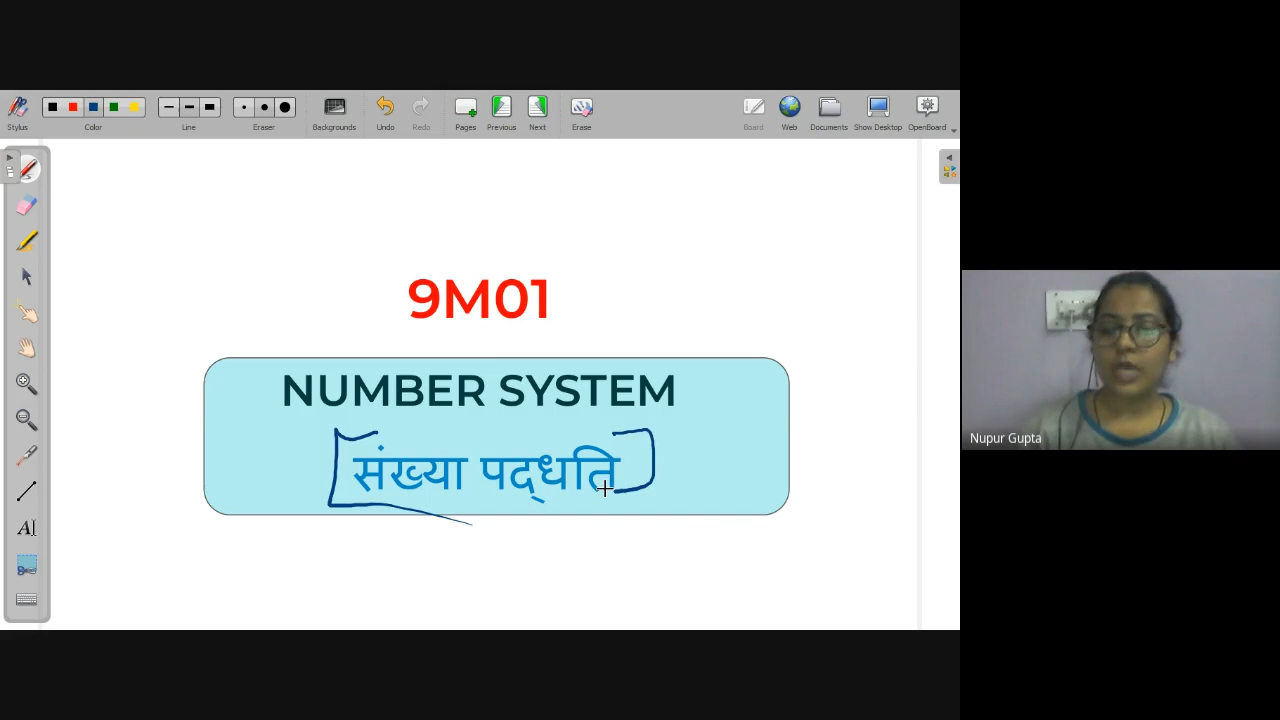 Stylus Color Line Eraser Backgrounds Undo Redo Pages Previous Next Erase Board Web Documents Show Desktop OpenBoard
9M01
NUMBER SYSTEM
संख्या पद्धति
Nupur Gupta